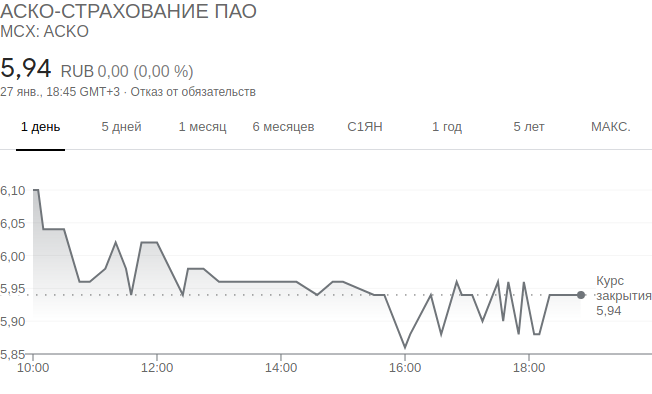 АСКО-СТРАХОВАНИЕ ПАО
MCX: ACKO
5,94 RUB 0,00 (0,00 %)
27 янв., 18:45 GMT+3 · Отказ от обязательств
1 день 5 дней 1 месяц 6 месяцев С1ЯН 1 год 5 лет МАКС.
6,10
6,05
6,00
5,95
Курс
закрытия
5,94
5,90
5,85
10:00 12:00 14:00 16:00 18:00